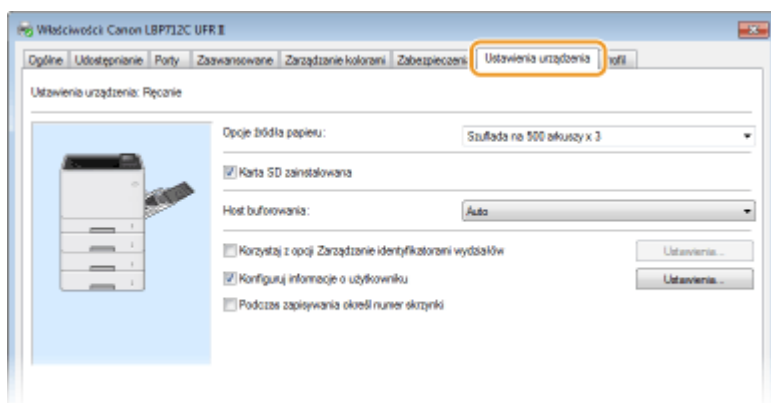 Właściwości: Canon LBP712C UFR II
Ogólne Udostępnianie Porty Zaawansowane Zarządzanie kolorami Zabezpieczeni Ustawienia urządzenia rofil
Ustawienia urządzenia: Ręcznie
Opcje źródła papieru: Szuflada na 500 arkuszy x 3
Karta SD zainstalowana
Host buforowania: Auto
Korzystaj z opcji Zarządzanie identyfikatorami wydziałów Ustawienia...
Konfiguruj informacje o użytkowniku Ustawienia...
Podczas zapisywania określ numer skrzynki